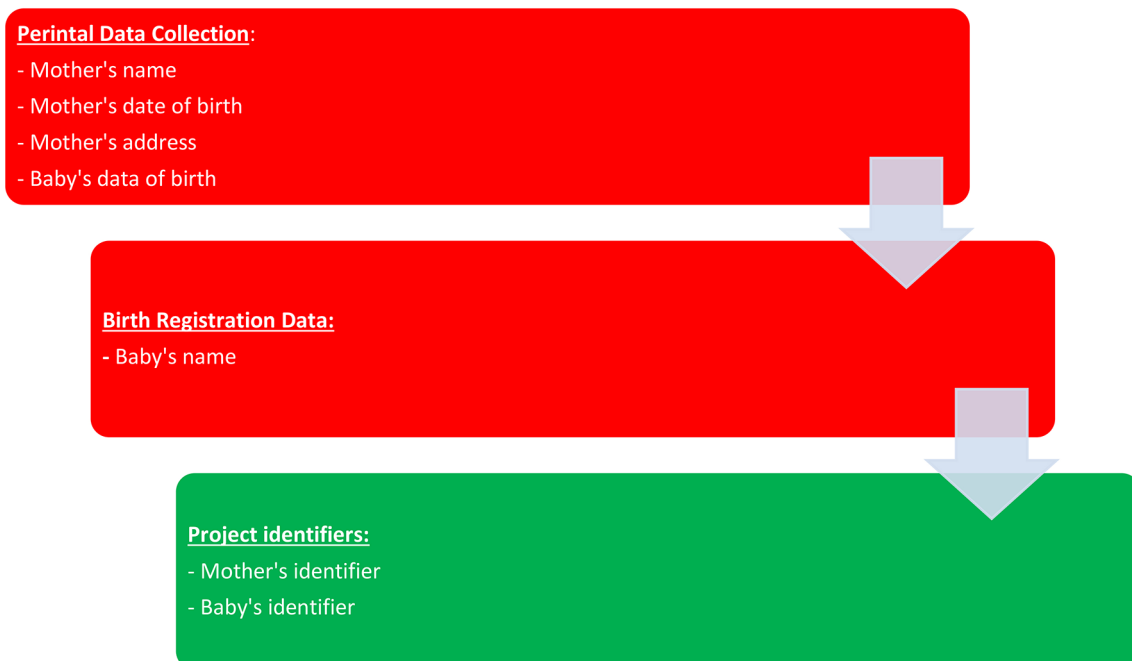 Perintal Data Collection:
- Mother's name
- Mother's date of birth
- Mother's address
- Baby's data of birth
Birth Registration Data:
- Baby's name
Project identifiers:
- Mother's identifier
- Baby's identifier